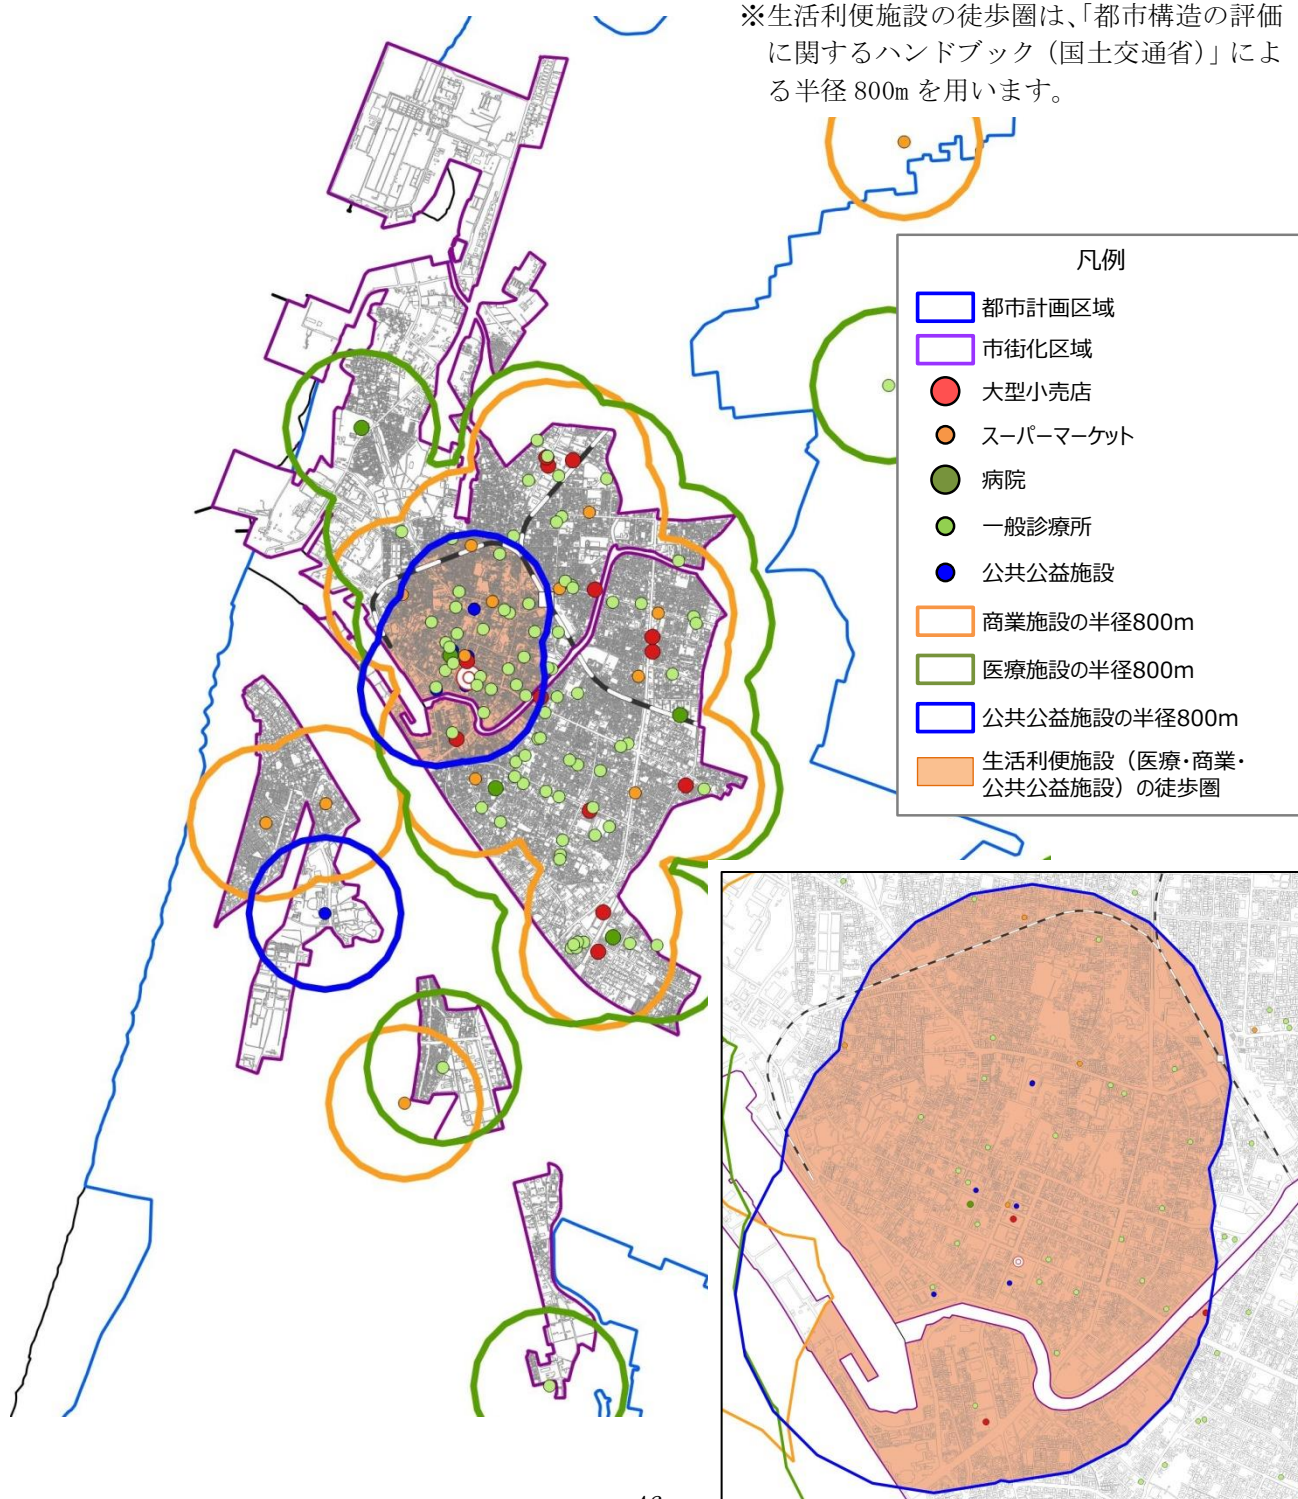 ※生活利便施設の徒歩圏は、「都市構造の評価
に関するハンドブック（国土交通省）」によ
る半径 800m を用います。
凡例
都市計画区域
市街化区域
大型小売店
スーパーマーケット
病院
一般診療所
公共公益施設
商業施設の半径800m
医療施設の半径800m
公共公益施設の半径800m
生活利便施設（医療・商業・
公共公益施設）の徒歩圏